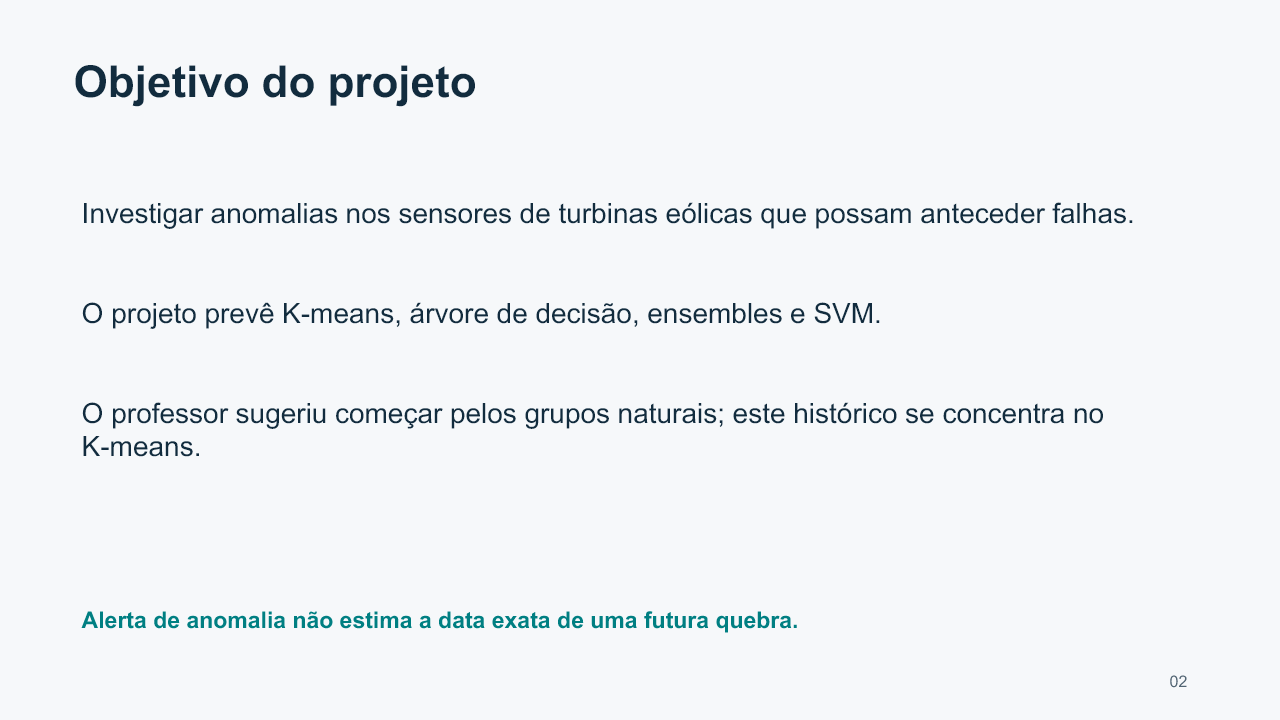 Objetivo do projeto
Investigar anomalias nos sensores de turbinas eólicas que possam anteceder falhas.
O projeto prevê K-means, árvore de decisão, ensembles e SVM.
O professor sugeriu começar pelos grupos naturais; este histórico se concentra no
K-means.
Alerta de anomalia não estima a data exata de uma futura quebra.
02